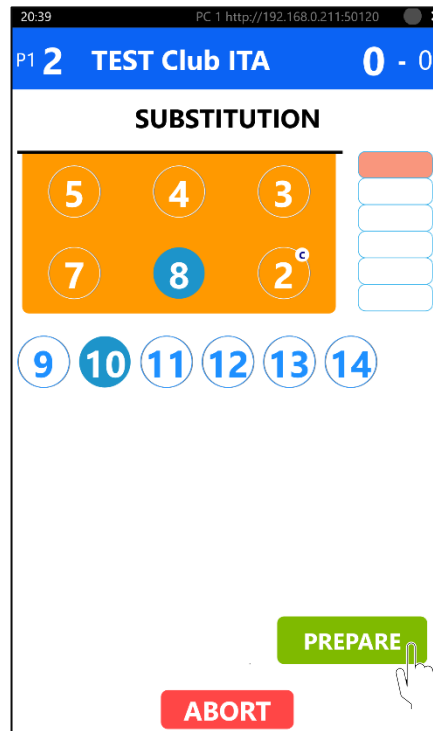 20:39 PC 1 http://192.168.0.211:50120
P1 2 TEST Club ITA 0 - 0
SUBSTITUTION
5 4 3
7 8 2 C
9 10 11 12 13 14
PREPARE
ABORT